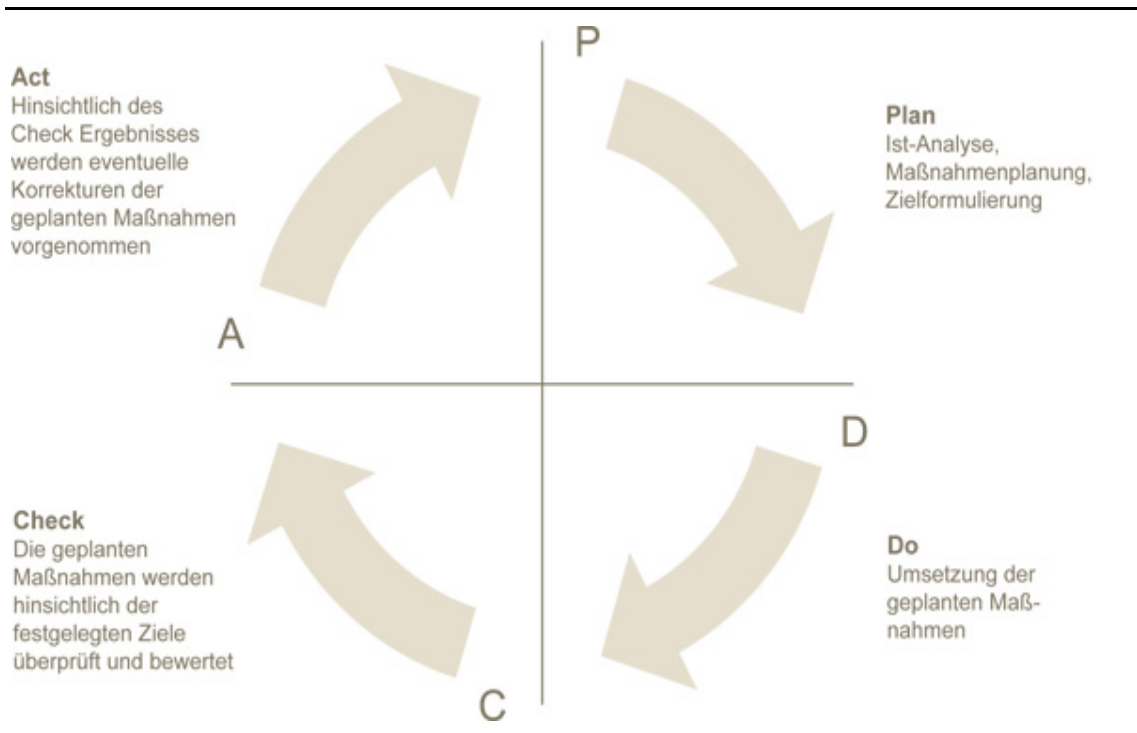 P
Plan
Ist-Analyse,
Maßnahmenplanung,
Zielformulierung
D
Do
Umsetzung der
geplanten Maß-
nahmen
C
Check
Die geplanten
Maßnahmen werden
hinsichtlich der
festgelegten Ziele
überprüft und bewertet
A
Act
Hinsichtlich des
Check Ergebnisses
werden eventuelle
Korrekturen der
geplanten Maßnahmen
vorgenommen